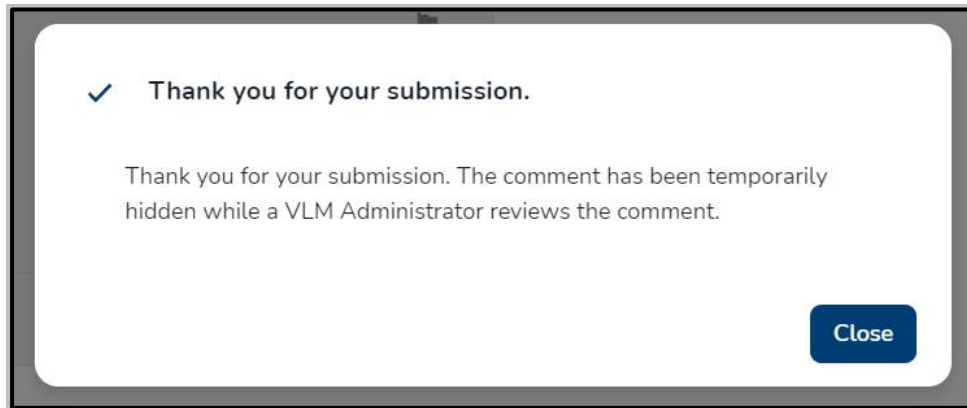 Thank you for your submission.
Thank you for your submission. The comment has been temporarily
hidden while a VLM Administrator reviews the comment.
Close